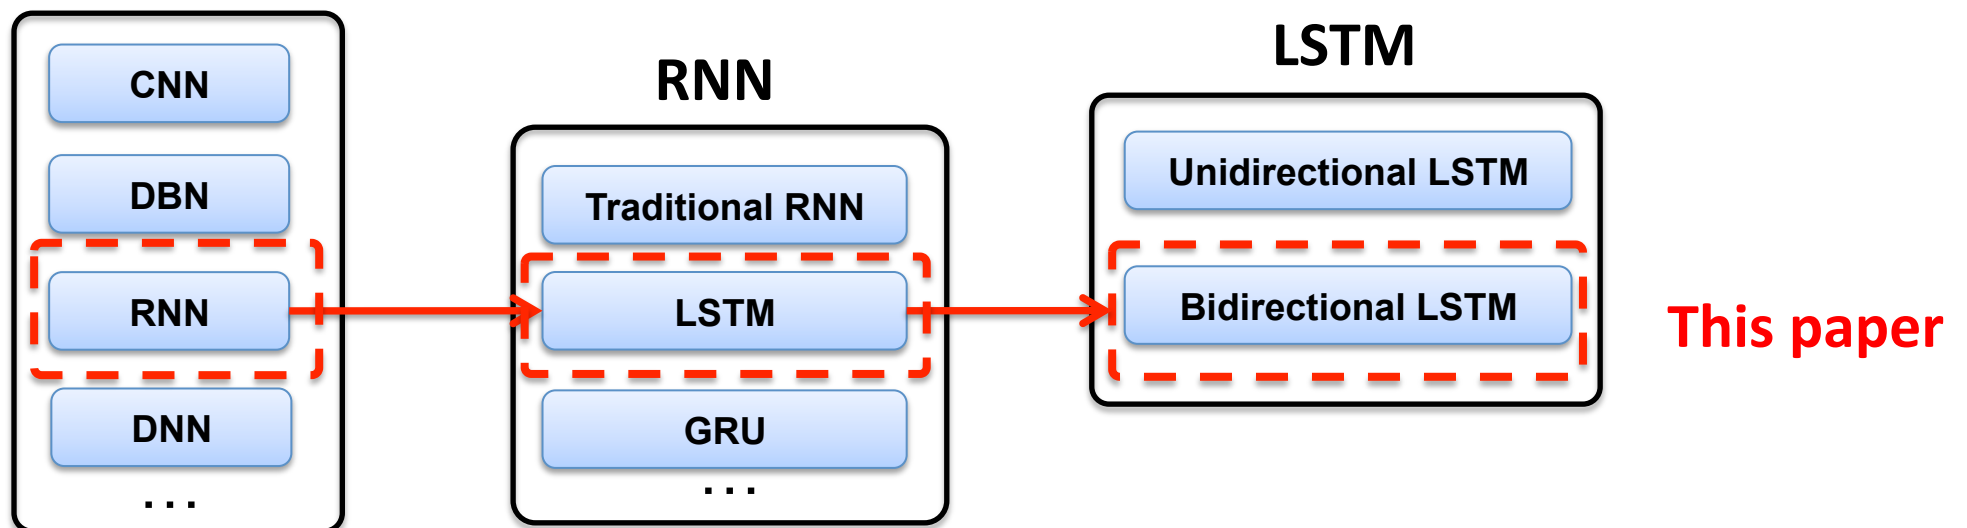 CNN
DBN
RNN
DNN
...
RNN
Traditional RNN
LSTM
GRU
...
LSTM
Unidirectional LSTM
Bidirectional LSTM
This paper